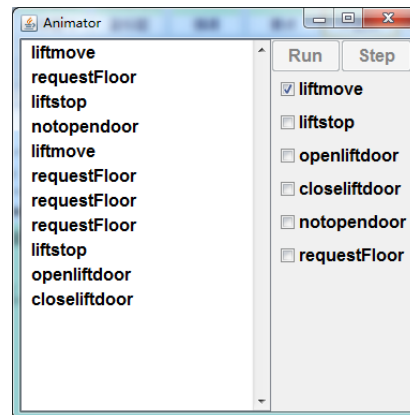 Animator
liftmove
requestFloor
liftstop
notopendoor
liftmove
requestFloor
requestFloor
requestFloor
liftstop
openliftdoor
closeliftdoor
Run Step
liftmove
liftstop
openliftdoor
closeliftdoor
notopendoor
requestFloor